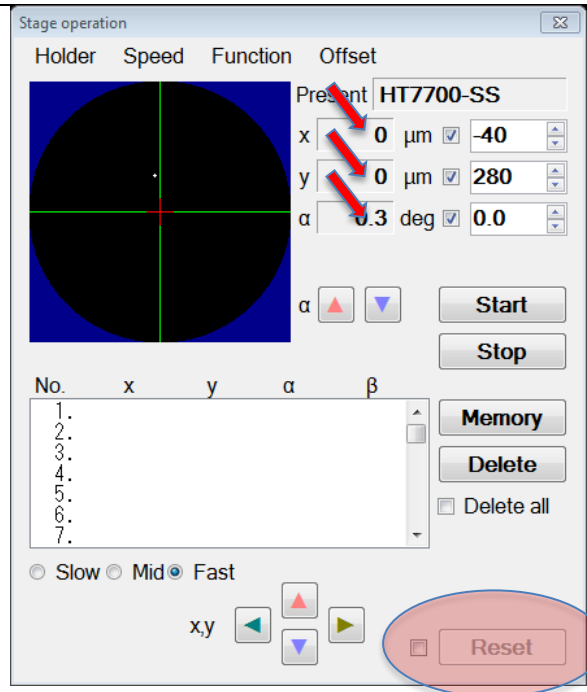 Stage operation
Holder Speed Function Offset
Present HT7700-SS
x 0 μm -40
y 0 μm 280
α 0.3 deg 0.0
α
Start
Stop
No. x y α β
1.
2.
3.
4.
5.
6.
7.
Memory
Delete
Delete all
Slow Mid Fast
x,y
Reset